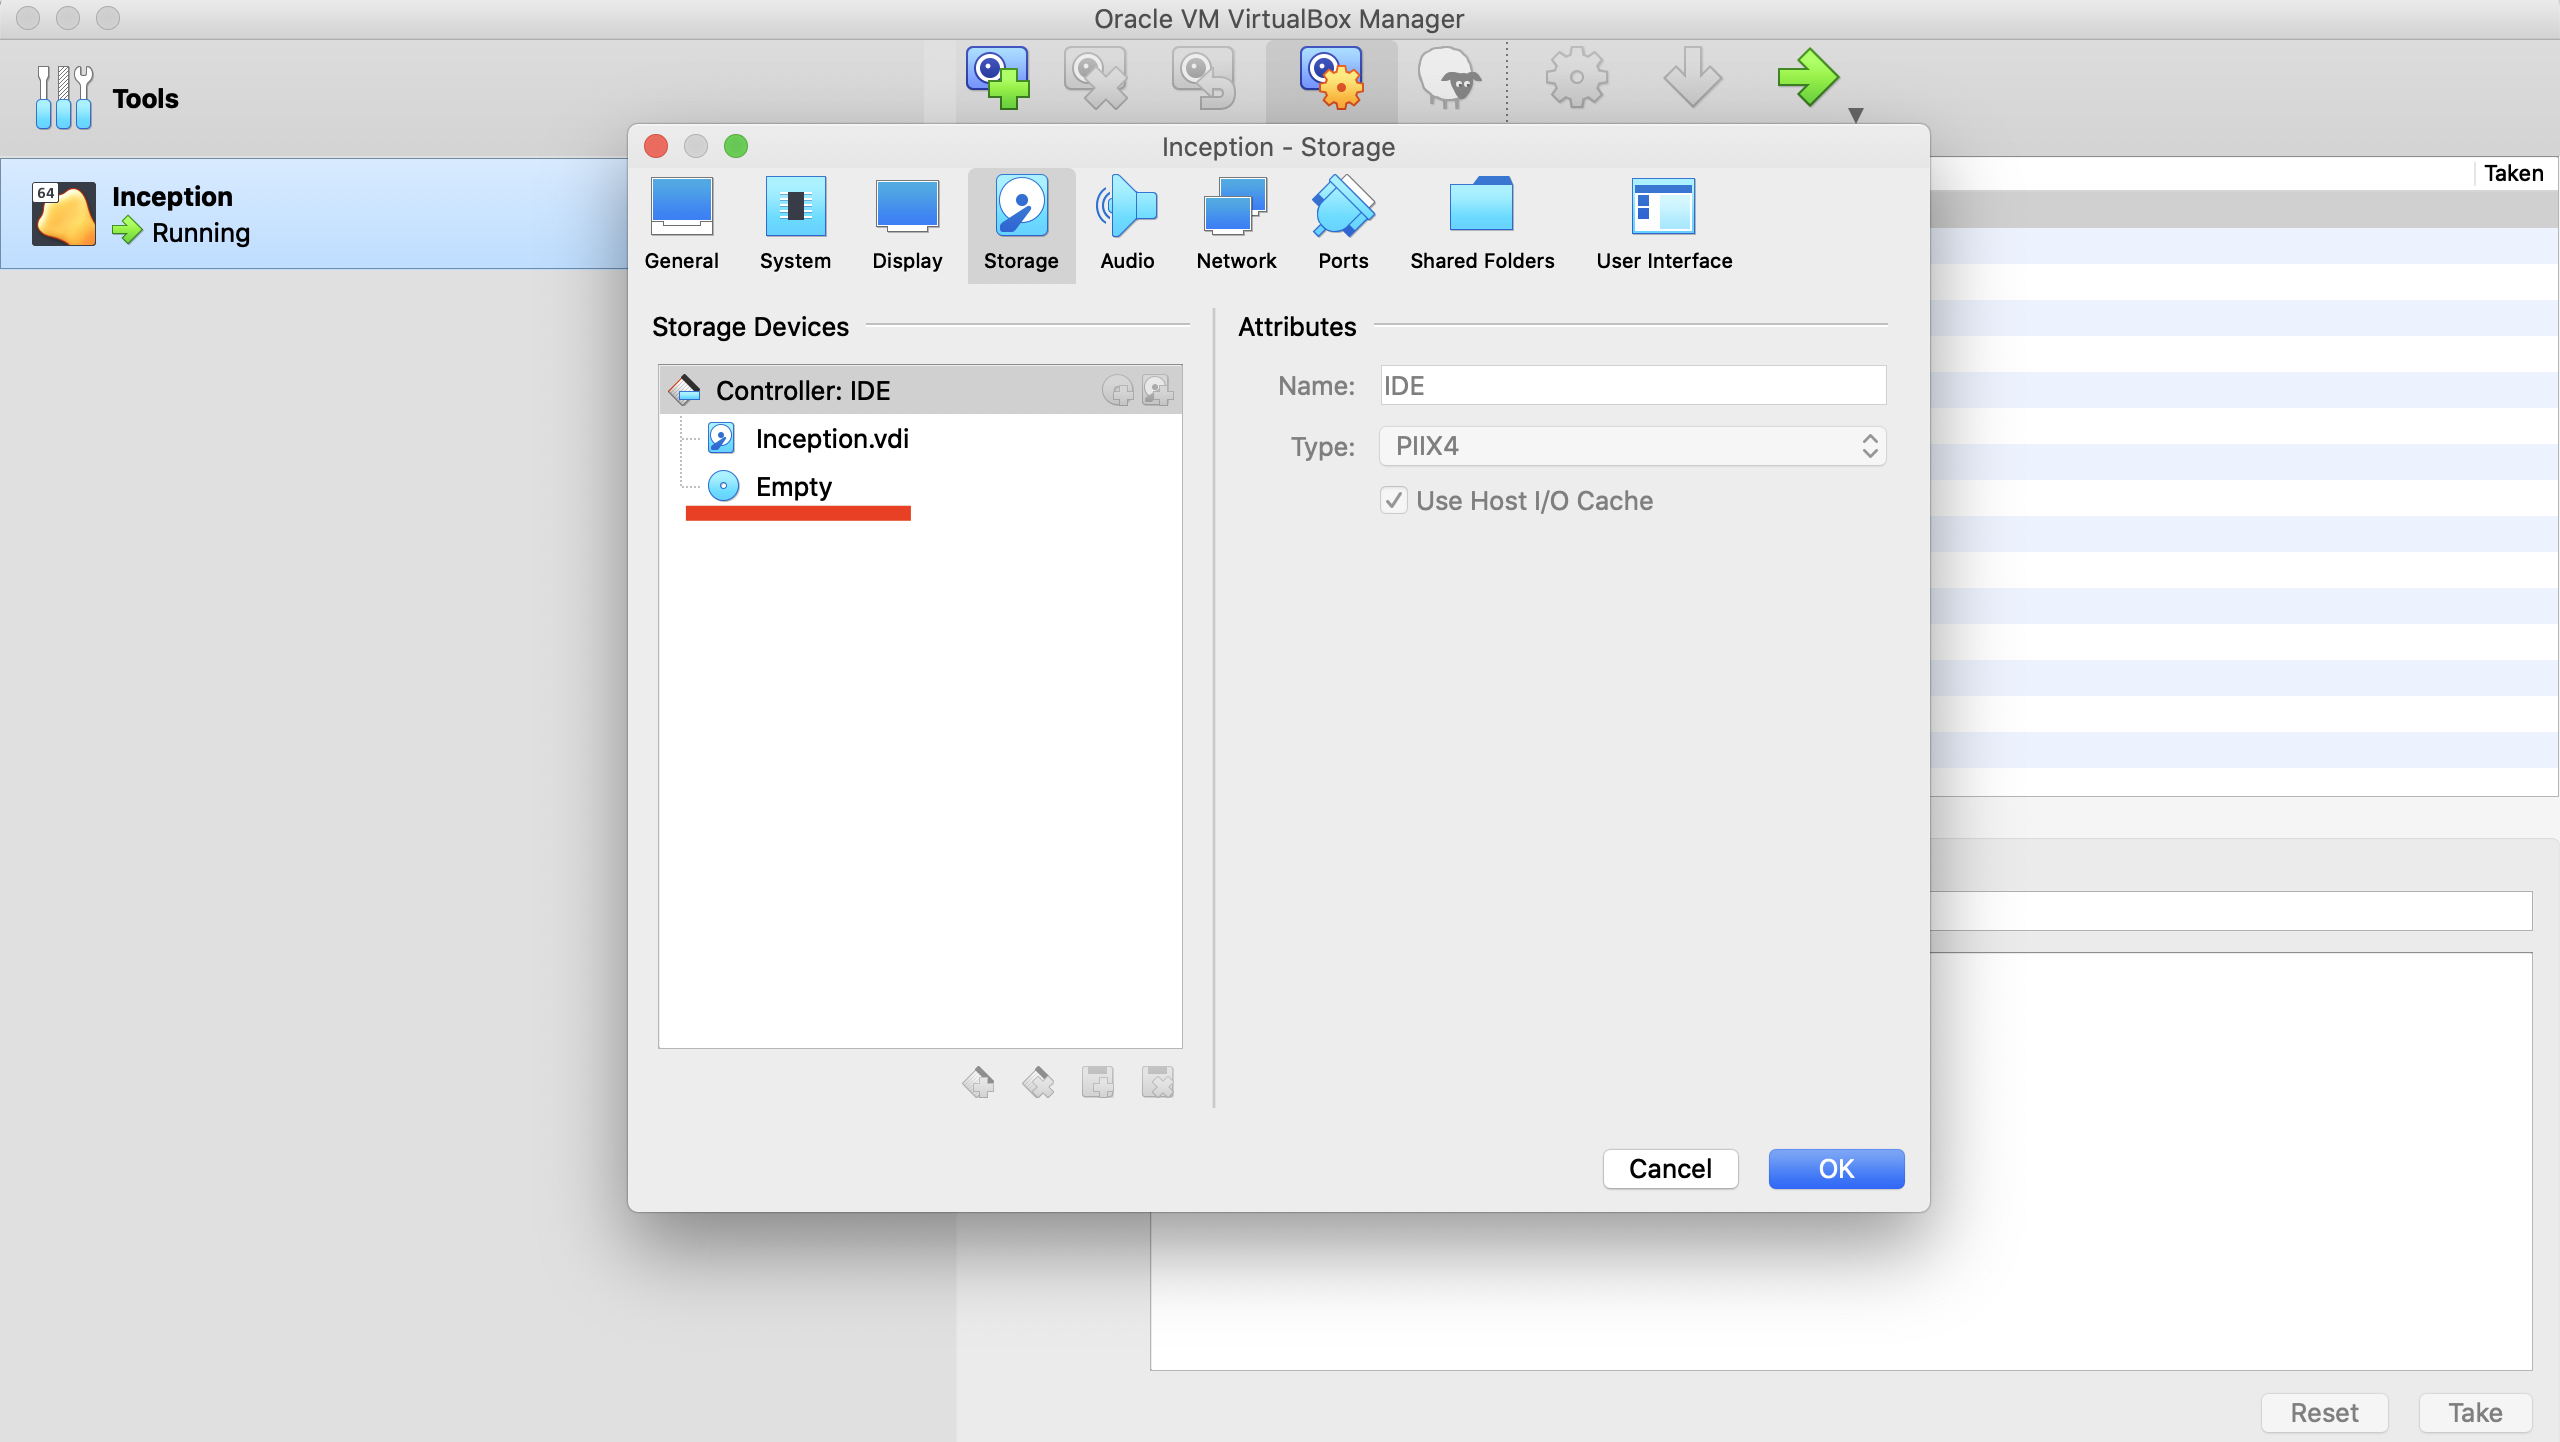 Oracle VM VirtualBox Manager
Tools
64
Inception
Running
Taken
Inception - Storage
General
System
Display
Storage
Audio
Network
Ports
Shared Folders
User Interface
Storage Devices
Controller: IDE
Inception.vdi
Empty
Attributes
Name: IDE
Type: PIIX4
Use Host I/O Cache
Cancel
OK
Reset
Take